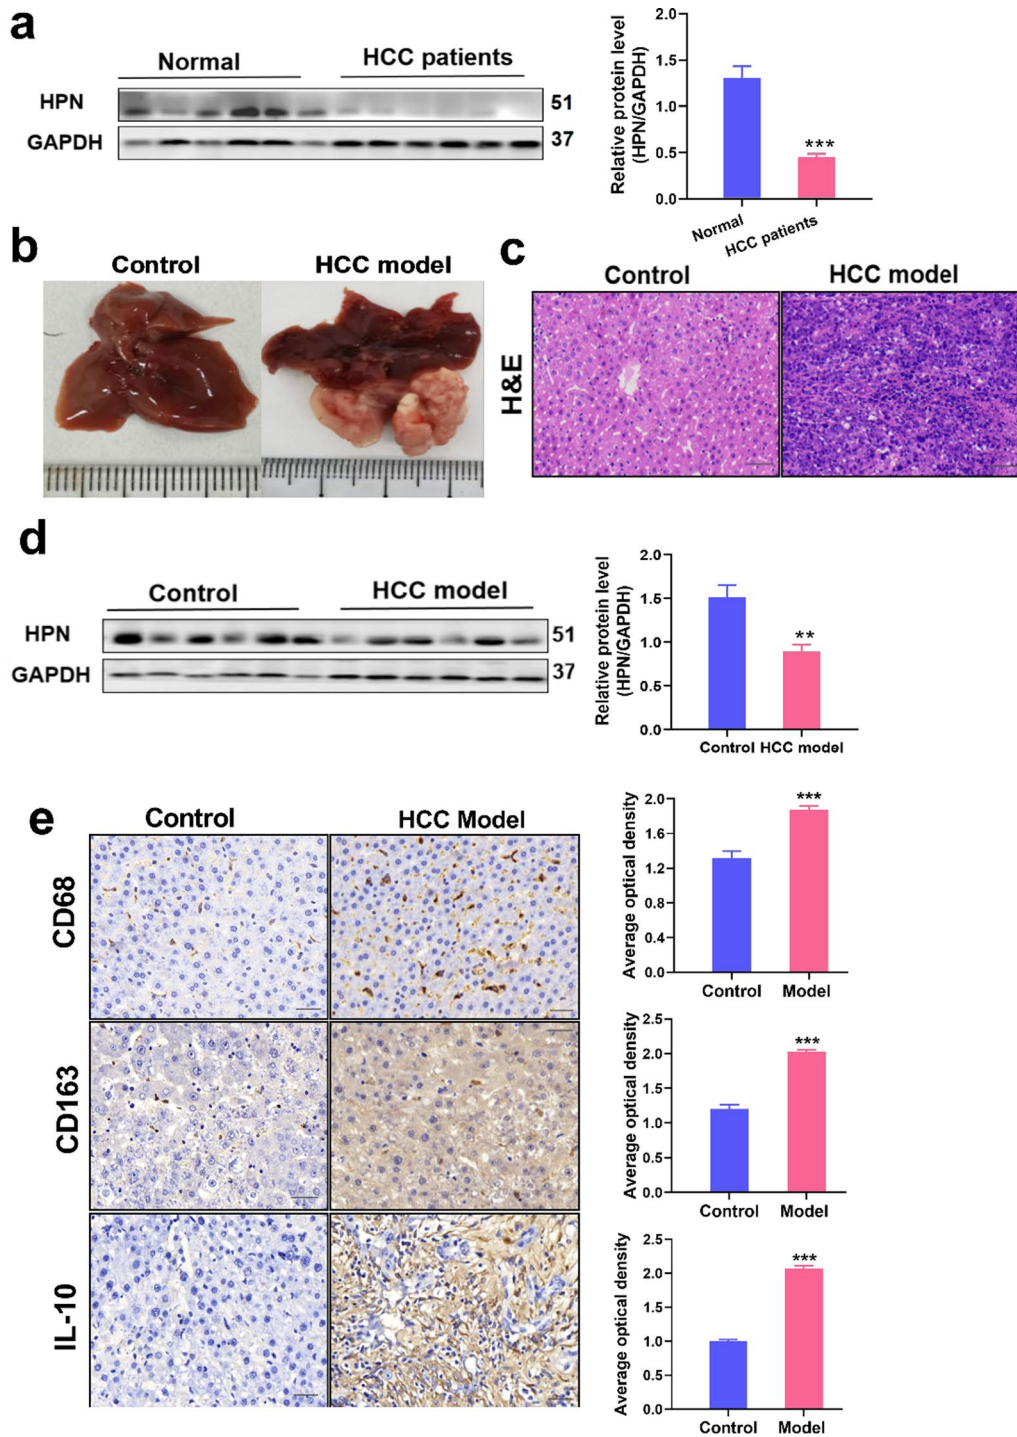 a
Normal HCC patients
HPN 51
GAPDH 37
Relative protein level
(HPN/GAPDH)
2.0
1.5
1.0
0.5
0.0
***
Normal
HCC patients
b
Control HCC model
c
Control HCC model
H&E
d
Control HCC model
HPN 51
GAPDH 37
Relative protein level
(HPN/GAPDH)
2.0
1.5
1.0
0.5
0.0
**
Control HCC model
e
Control HCC Model
CD68
CD163
IL-10
Average optical density
2.0
1.6
1.2
0.8
0.4
0.0
***
Control Model
Average optical density
2.5
2.0
1.5
1.0
0.5
0.0
***
Control Model
Average optical density
2.5
2.0
1.5
1.0
0.5
0.0
***
Control Model